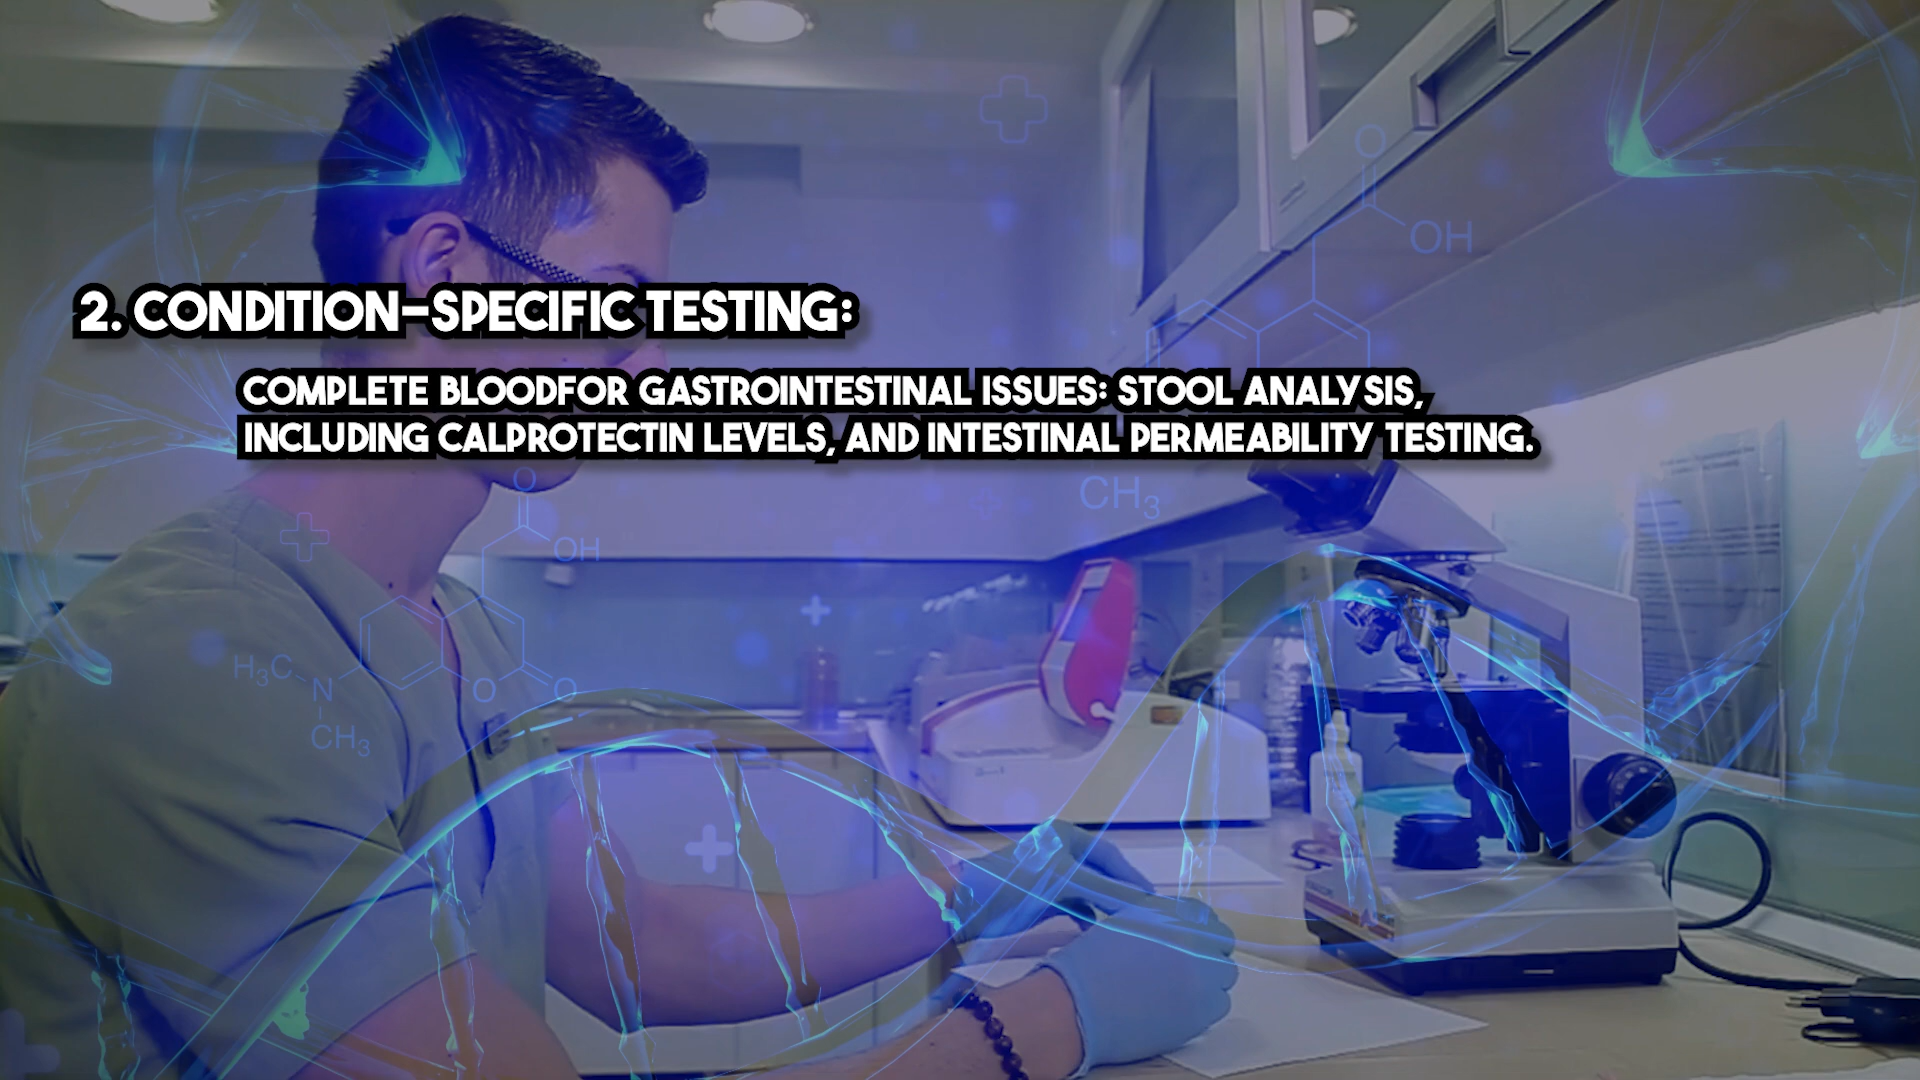 2. CONDITION-SPECIFIC TESTING:
COMPLETE BLOODFOR GASTROINTESTINAL ISSUES: STOOL ANALYSIS,
INCLUDING CALPROTECTIN LEVELS, AND INTESTINAL PERMEABILITY TESTING.
O
OH
CH₃
O
OH
H₃C
N
O
O
CH₃